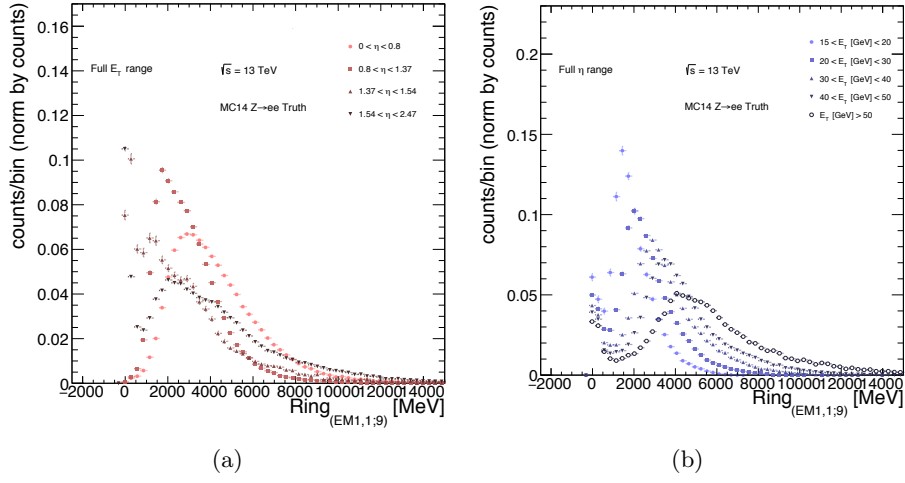 0.16
0.14
0.12
0.1
0.08
0.06
0.04
0.02
0
counts/bin (norm by counts)
Full E_T range
√s = 13 TeV
MC14 Z→ee Truth
0 < η < 0.8
0.8 < η < 1.37
1.37 < η < 1.54
1.54 < η < 2.47
−2000 0 2000 4000 6000 8000 10000 12000 14000
Ring(EM1,1;9) [MeV]
(a)
0.2
0.15
0.1
0.05
0
counts/bin (norm by counts)
Full η range
√s = 13 TeV
MC14 Z→ee Truth
15 < E_T [GeV] < 20
20 < E_T [GeV] < 30
30 < E_T [GeV] < 40
40 < E_T [GeV] < 50
E_T [GeV] > 50
−2000 0 2000 4000 6000 8000 10000 12000 14000
Ring(EM1,1;9) [MeV]
(b)